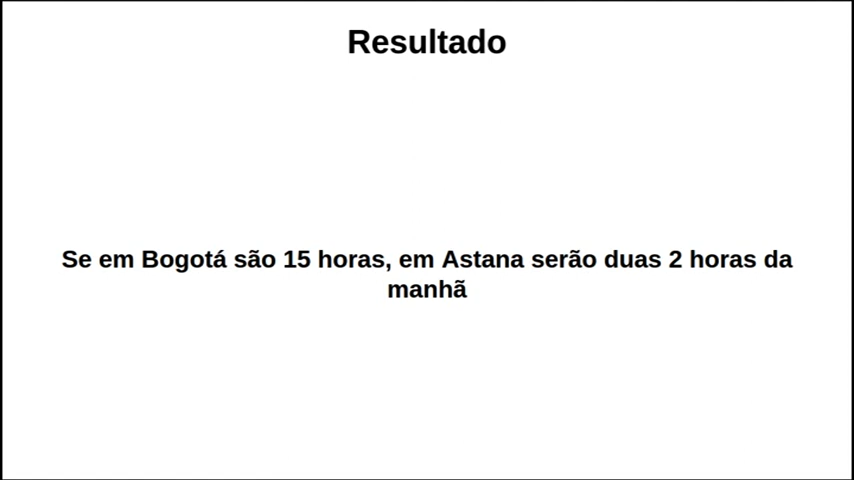 Resultado
Se em Bogotá são 15 horas, em Astana serão duas 2 horas da
manhã